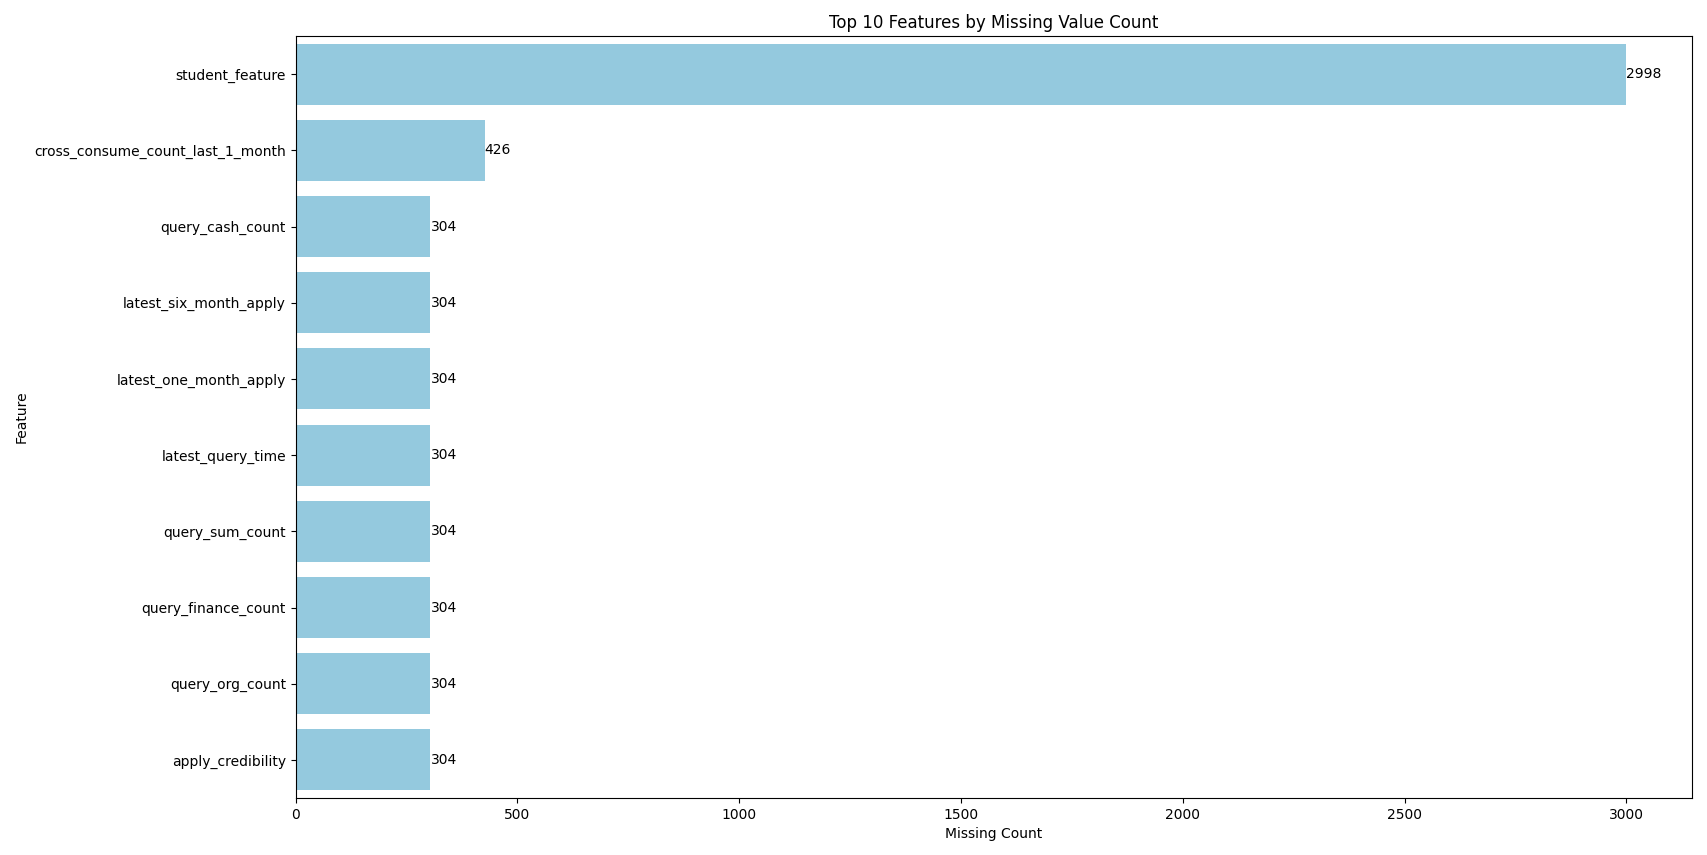 Top 10 Features by Missing Value Count
student_feature 2998
cross_consume_count_last_1_month 426
query_cash_count 304
latest_six_month_apply 304
latest_one_month_apply 304
latest_query_time 304
query_sum_count 304
query_finance_count 304
query_org_count 304
apply_credibility 304
Feature
0 500 1000 1500 2000 2500 3000
Missing Count